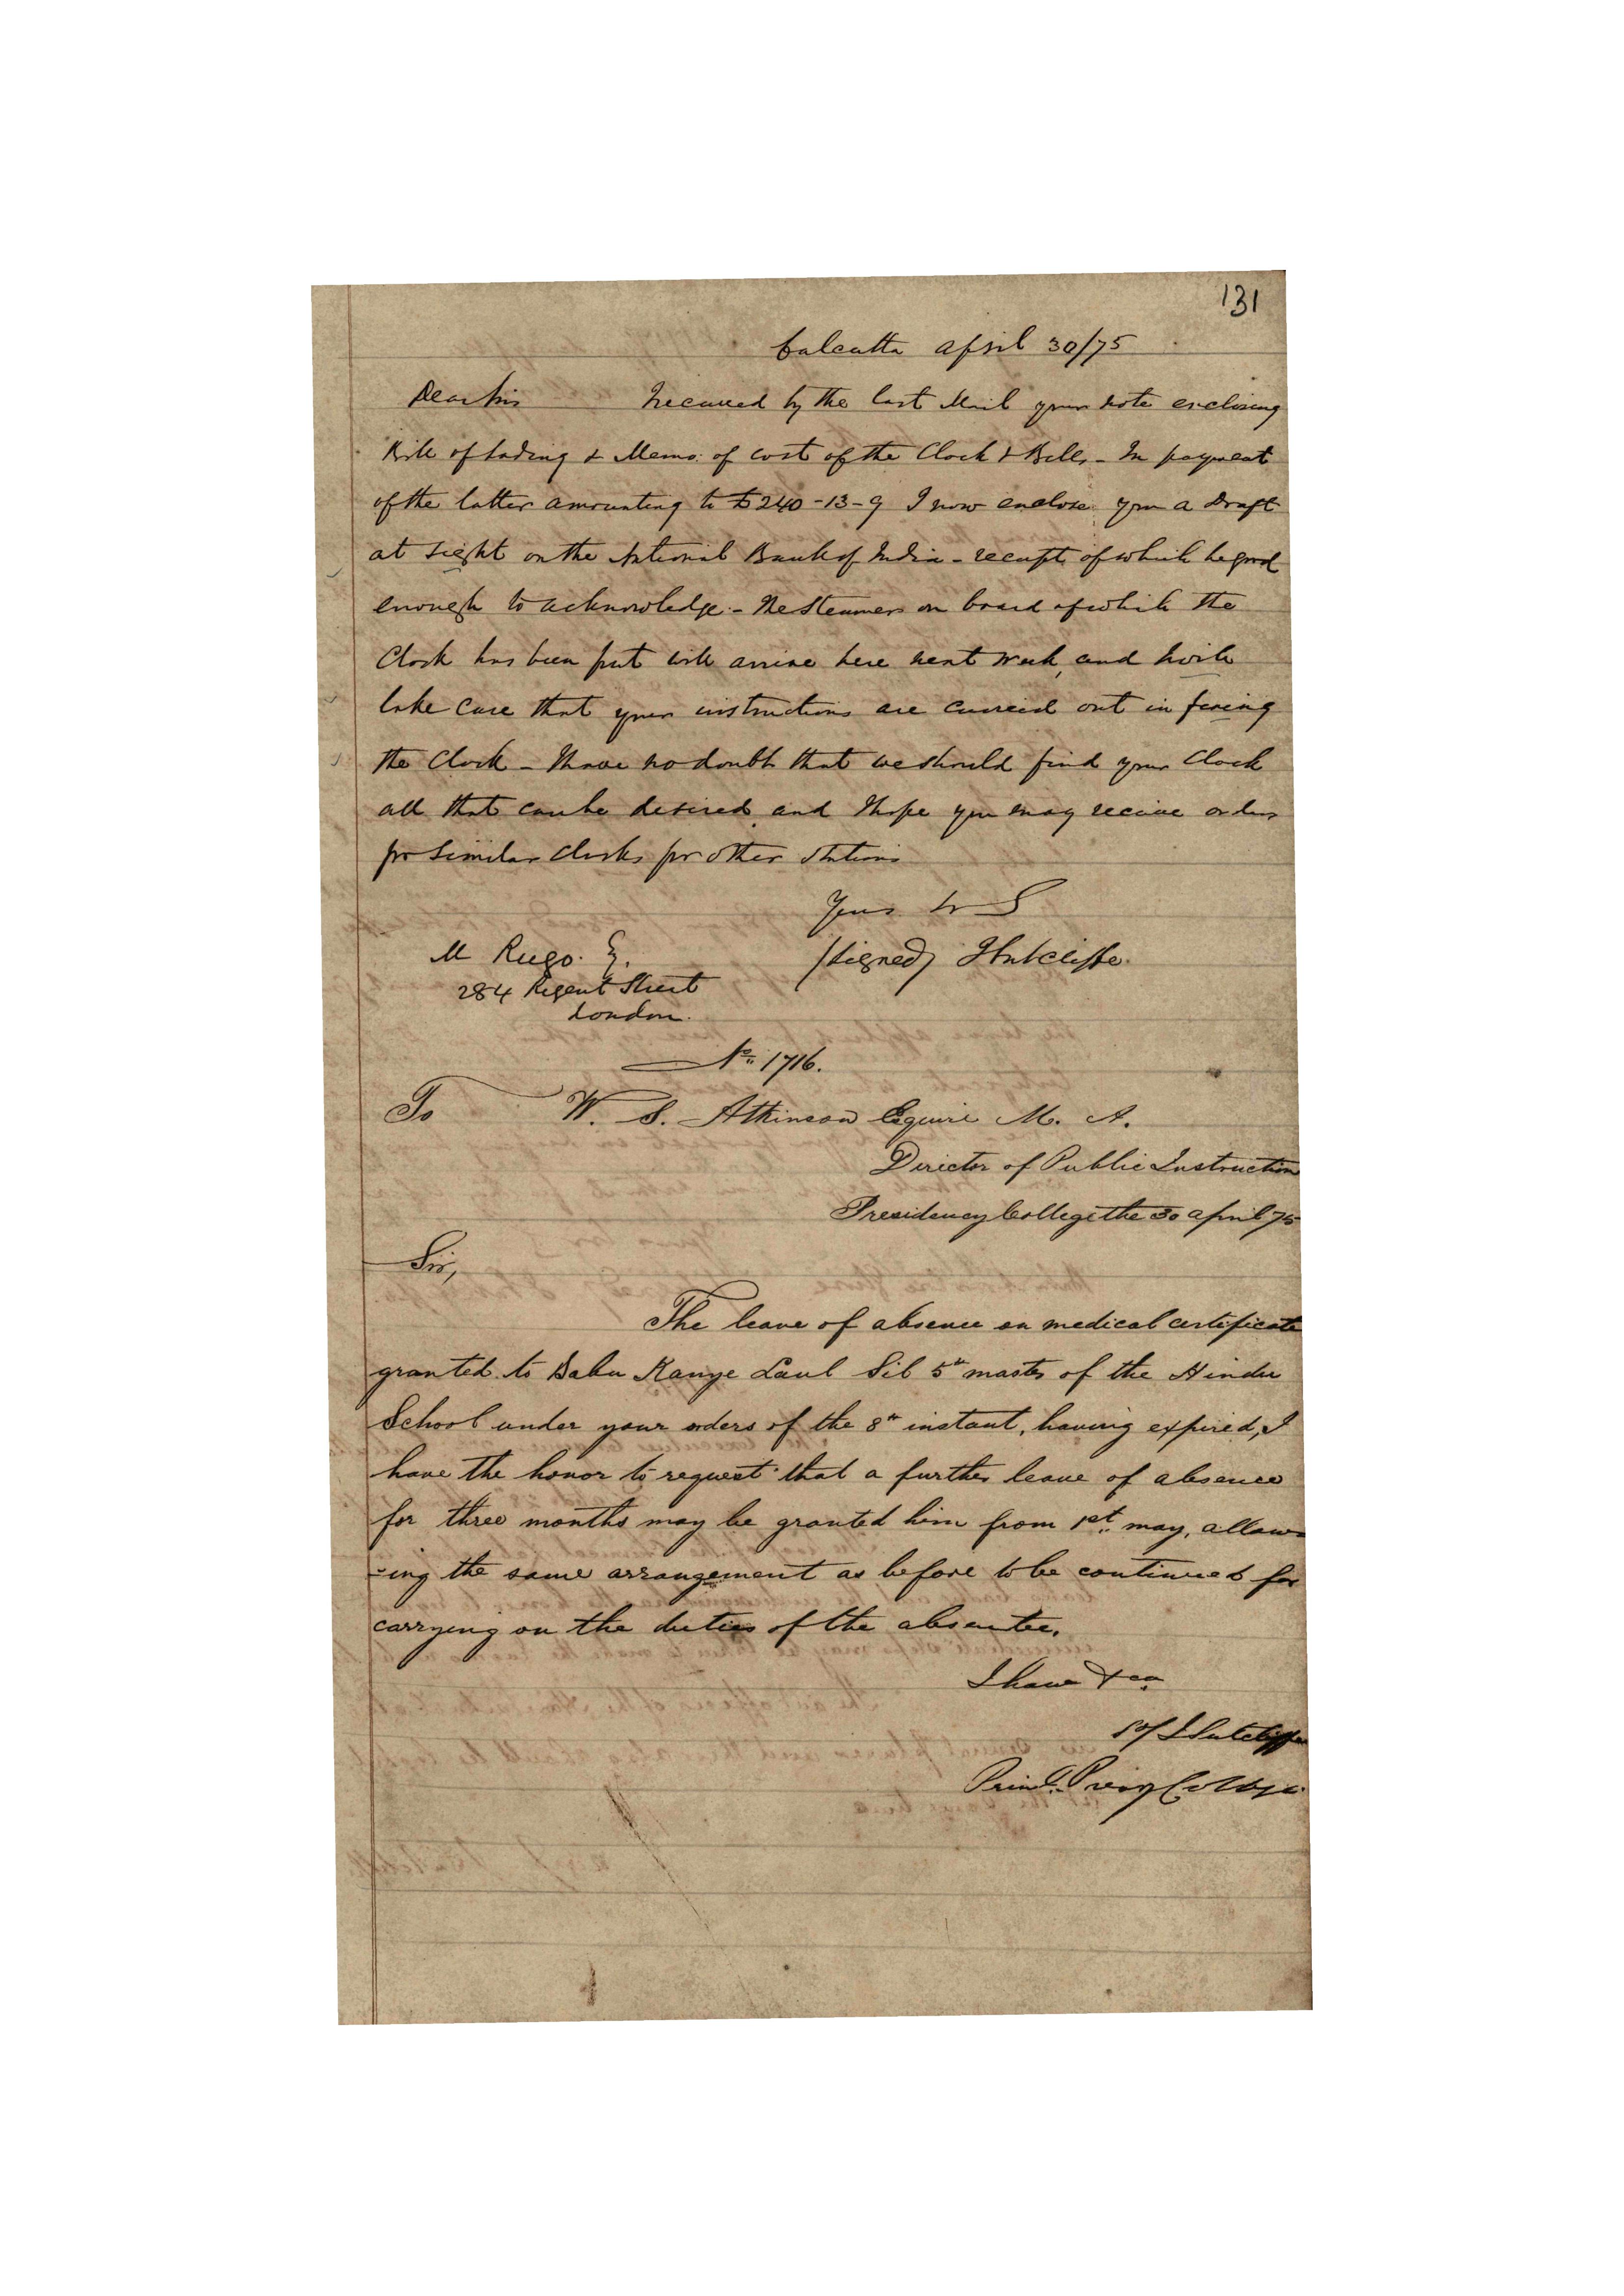 131
Calcutta April 30/75
Dear Sir I received by the last Mail your note enclosing
Bill of Lading & Memo: of cost of the Clock & Bells - In payment
of the latter amounting to £240-13-9 I now enclose you a Draft
at sight on the National Bank of India - receipt of which be good
enough to acknowledge - The Steamer on board of which the
Clock has been put will arrive here next week, and I will
take care that your instructions are carried out in fixing
the Clock - I have no doubt that we should find your Clock
all that can be desired and I hope you may receive orders
for similar Clocks for other Stations
Yours
(Signed) J Sutcliffe
M
284 Regent Street
London.
No. 1716.
To W. S. Atkinson Esquire M. A.
Director of Public Instruction
Presidency College the 30 April 75
Sir,
The leave of absence on medical certificate
granted to Babu Kanye Laul Sil 5th master of the Hindu
School under your orders of the 8th instant, having expired, I
have the honor to request that a further leave of absence
for three months may be granted him from 1st. may, allow
-ing the same arrangement as before to be continued for
carrying on the duties of the absentee.
I have &ca
Sd/ J Sutcliffe
Princl. Presy College